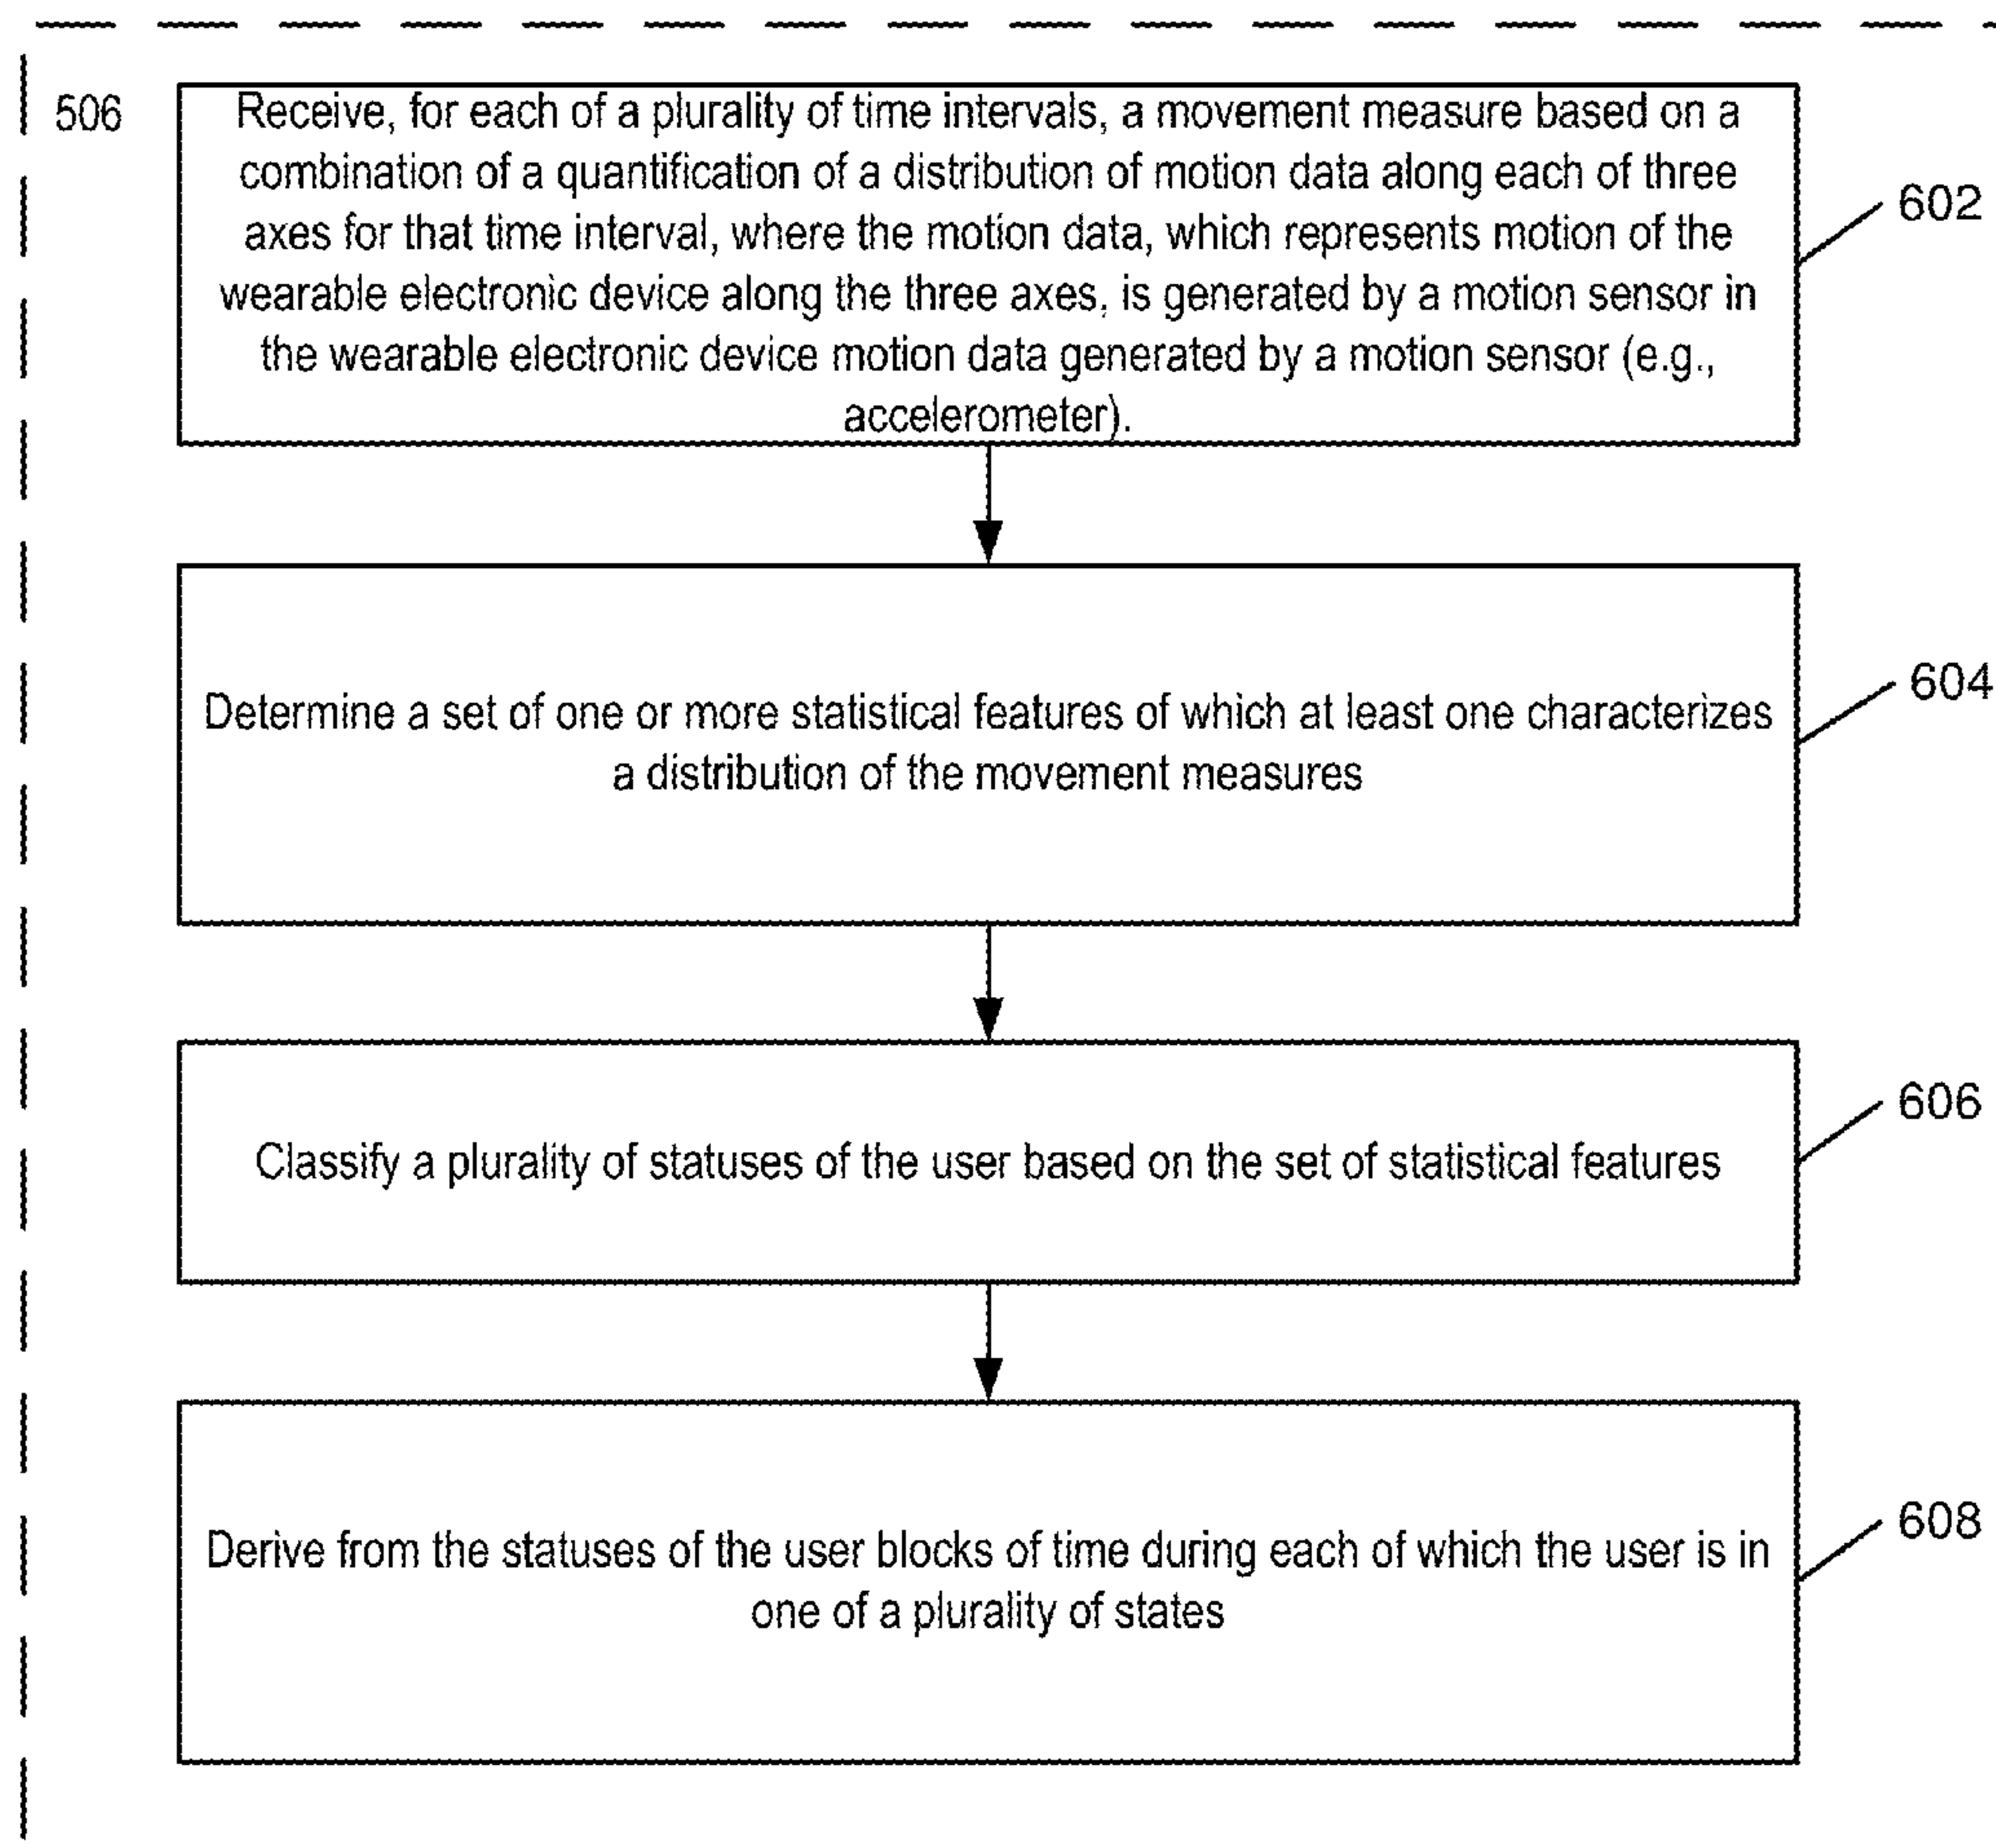 506
Receive, for each of a plurality of time intervals, a movement measure based on a
combination of a quantification of a distribution of motion data along each of three
axes for that time interval, where the motion data, which represents motion of the
wearable electronic device along the three axes, is generated by a motion sensor in
the wearable electronic device motion data generated by a motion sensor (e.g.,
accelerometer).
602
Determine a set of one or more statistical features of which at least one characterizes
a distribution of the movement measures
604
Classify a plurality of statuses of the user based on the set of statistical features
606
Derive from the statuses of the user blocks of time during each of which the user is in
one of a plurality of states
608